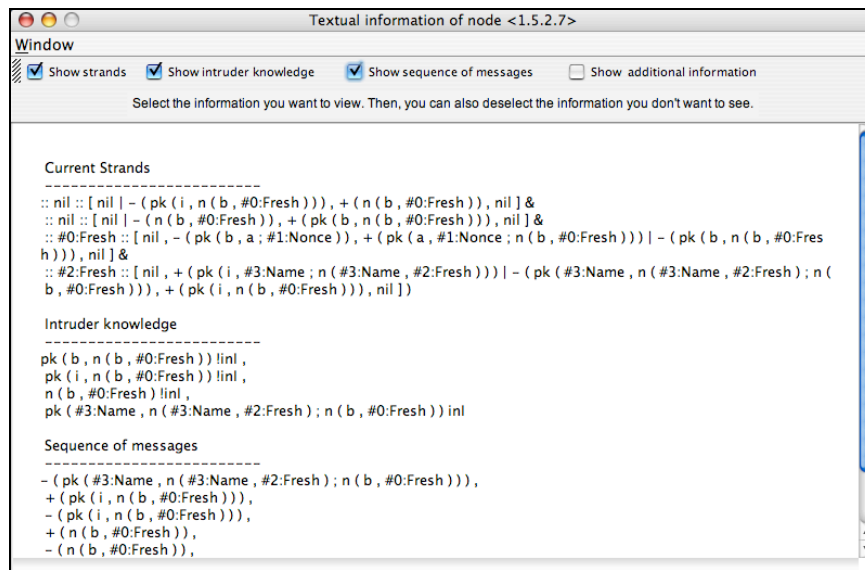 Textual information of node <1.5.2.7>
Window
Show strands Show intruder knowledge Show sequence of messages Show additional information
Select the information you want to view. Then, you can also deselect the information you don't want to see.
Current Strands
--------------------------
:: nil :: [ nil | - ( pk ( i , n ( b , #0:Fresh ) ) ) , + ( n ( b , #0:Fresh ) ) , nil ] &
:: nil :: [ nil | - ( n ( b , #0:Fresh ) ) , + ( pk ( b , n ( b , #0:Fresh ) ) ) , nil ] &
:: #0:Fresh :: [ nil , - ( pk ( b , a ; #1:Nonce ) ) , + ( pk ( a , #1:Nonce ; n ( b , #0:Fresh ) ) ) | - ( pk ( b , n ( b , #0:Fres
h ) ) ) , nil ] &
:: #2:Fresh :: [ nil , + ( pk ( i , #3:Name ; n ( #3:Name , #2:Fresh ) ) ) | - ( pk ( #3:Name , n ( #3:Name , #2:Fresh ) ; n (
b , #0:Fresh ) ) ) , + ( pk ( i , n ( b , #0:Fresh ) ) ) , nil ] )
Intruder knowledge
--------------------------
pk ( b , n ( b , #0:Fresh ) ) !inl ,
pk ( i , n ( b , #0:Fresh ) ) !inl ,
n ( b , #0:Fresh ) !inl ,
pk ( #3:Name , n ( #3:Name , #2:Fresh ) ; n ( b , #0:Fresh ) ) inl
Sequence of messages
--------------------------
- ( pk ( #3:Name , n ( #3:Name , #2:Fresh ) ; n ( b , #0:Fresh ) ) ) ,
+ ( pk ( i , n ( b , #0:Fresh ) ) ) ,
- ( pk ( i , n ( b , #0:Fresh ) ) ) ,
+ ( n ( b , #0:Fresh ) ) ,
- ( n ( b , #0:Fresh ) ) ,